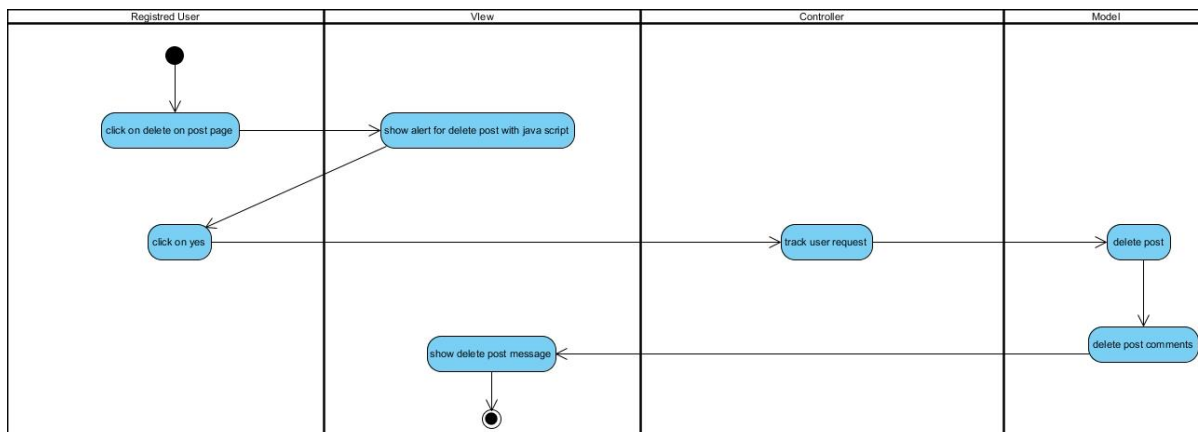 Registred User
VIew
Controller
Model
click on delete on post page
show alert for delete post with java script
click on yes
track user request
delete post
show delete post message
delete post comments